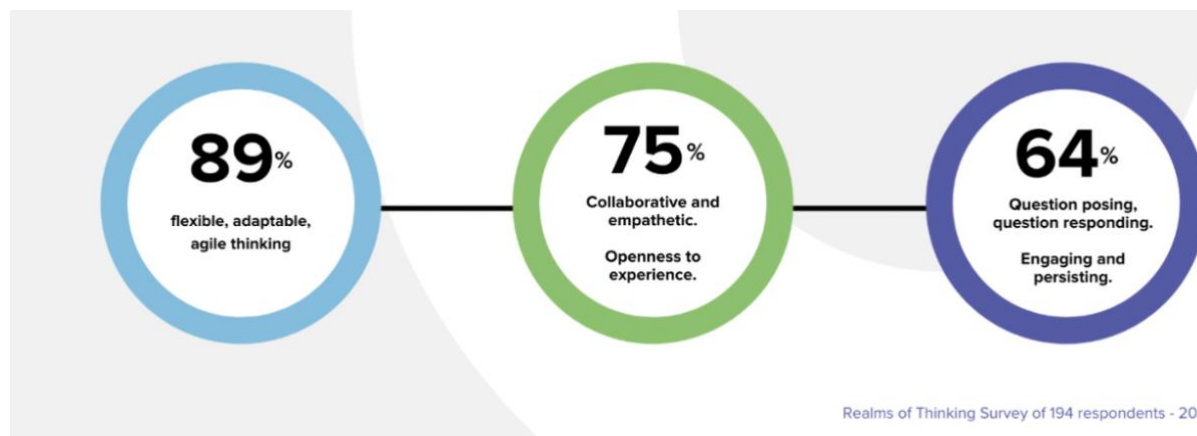 89%
flexible, adaptable,
agile thinking
75%
Collaborative and
empathetic.
Openness to
experience.
64%
Question posing,
question responding.
Engaging and
persisting.
Realms of Thinking Survey of 194 respondents - 20